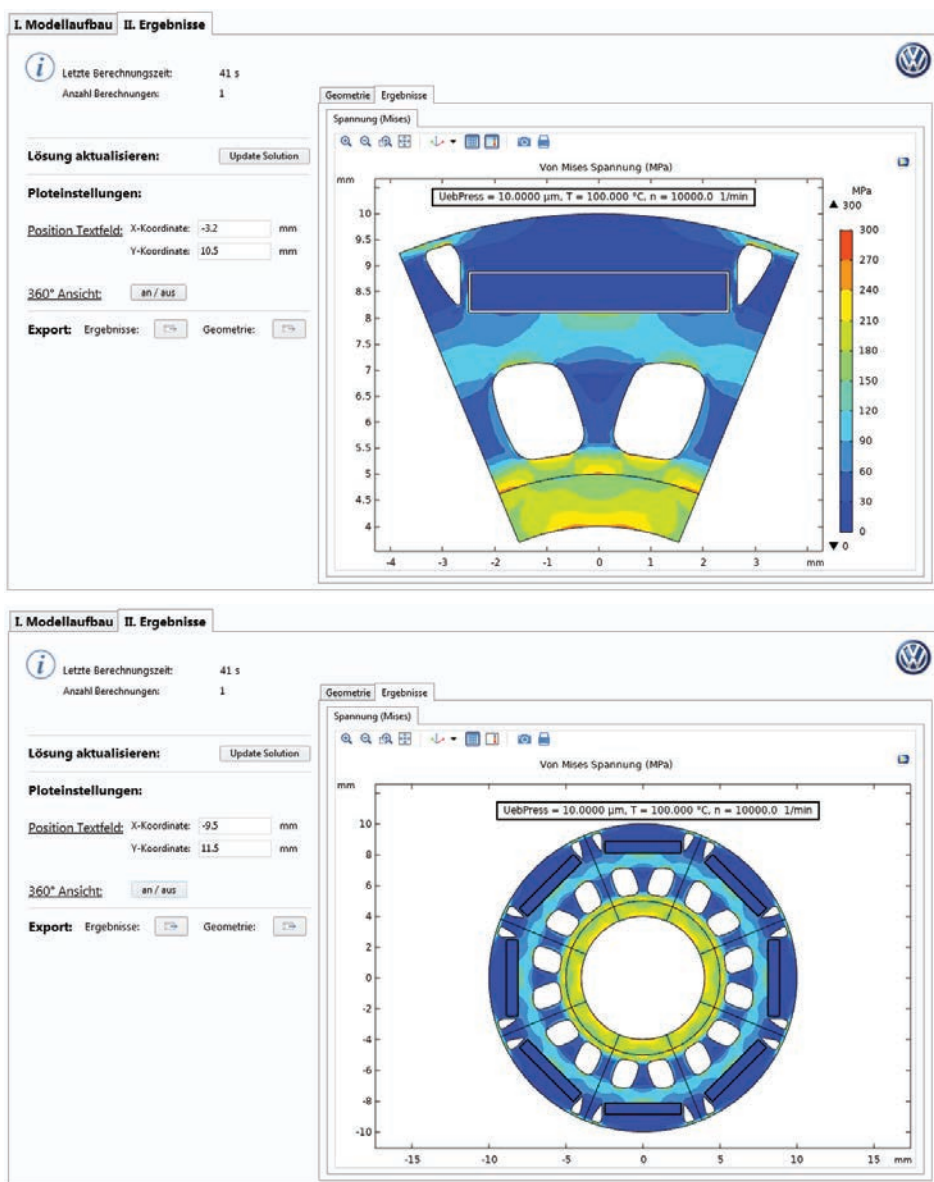 I. Modellaufbau II. Ergebnisse
Letzte Berechnungszeit: 41 s
Anzahl Berechnungen: 1
Lösung aktualisieren: Update Solution
Ploteinstellungen:
Position Textfeld: X-Koordinate: -3.2 mm
Y-Koordinate: 10.5 mm
360° Ansicht: an / aus
Export: Ergebnisse: Geometrie:
Geometrie Ergebnisse
Spannung (Mises)
Von Mises Spannung (MPa)
mm
UebPress = 10.0000 µm, T = 100.000 °C, n = 10000.0 1/min
10
9.5
9
8.5
8
7.5
7
6.5
6
5.5
5
4.5
4
-4 -3 -2 -1 0 1 2 3 mm
MPa
▲ 300
300
270
240
210
180
150
120
90
60
30
0
▼ 0
I. Modellaufbau II. Ergebnisse
Letzte Berechnungszeit: 41 s
Anzahl Berechnungen: 1
Lösung aktualisieren: Update Solution
Ploteinstellungen:
Position Textfeld: X-Koordinate: -9.5 mm
Y-Koordinate: 11.5 mm
360° Ansicht: an / aus
Export: Ergebnisse: Geometrie:
Geometrie Ergebnisse
Spannung (Mises)
Von Mises Spannung (MPa)
mm
UebPress = 10.0000 µm, T = 100.000 °C, n = 10000.0 1/min
10
8
6
4
2
0
-2
-4
-6
-8
-10
-15 -10 -5 0 5 10 15 mm